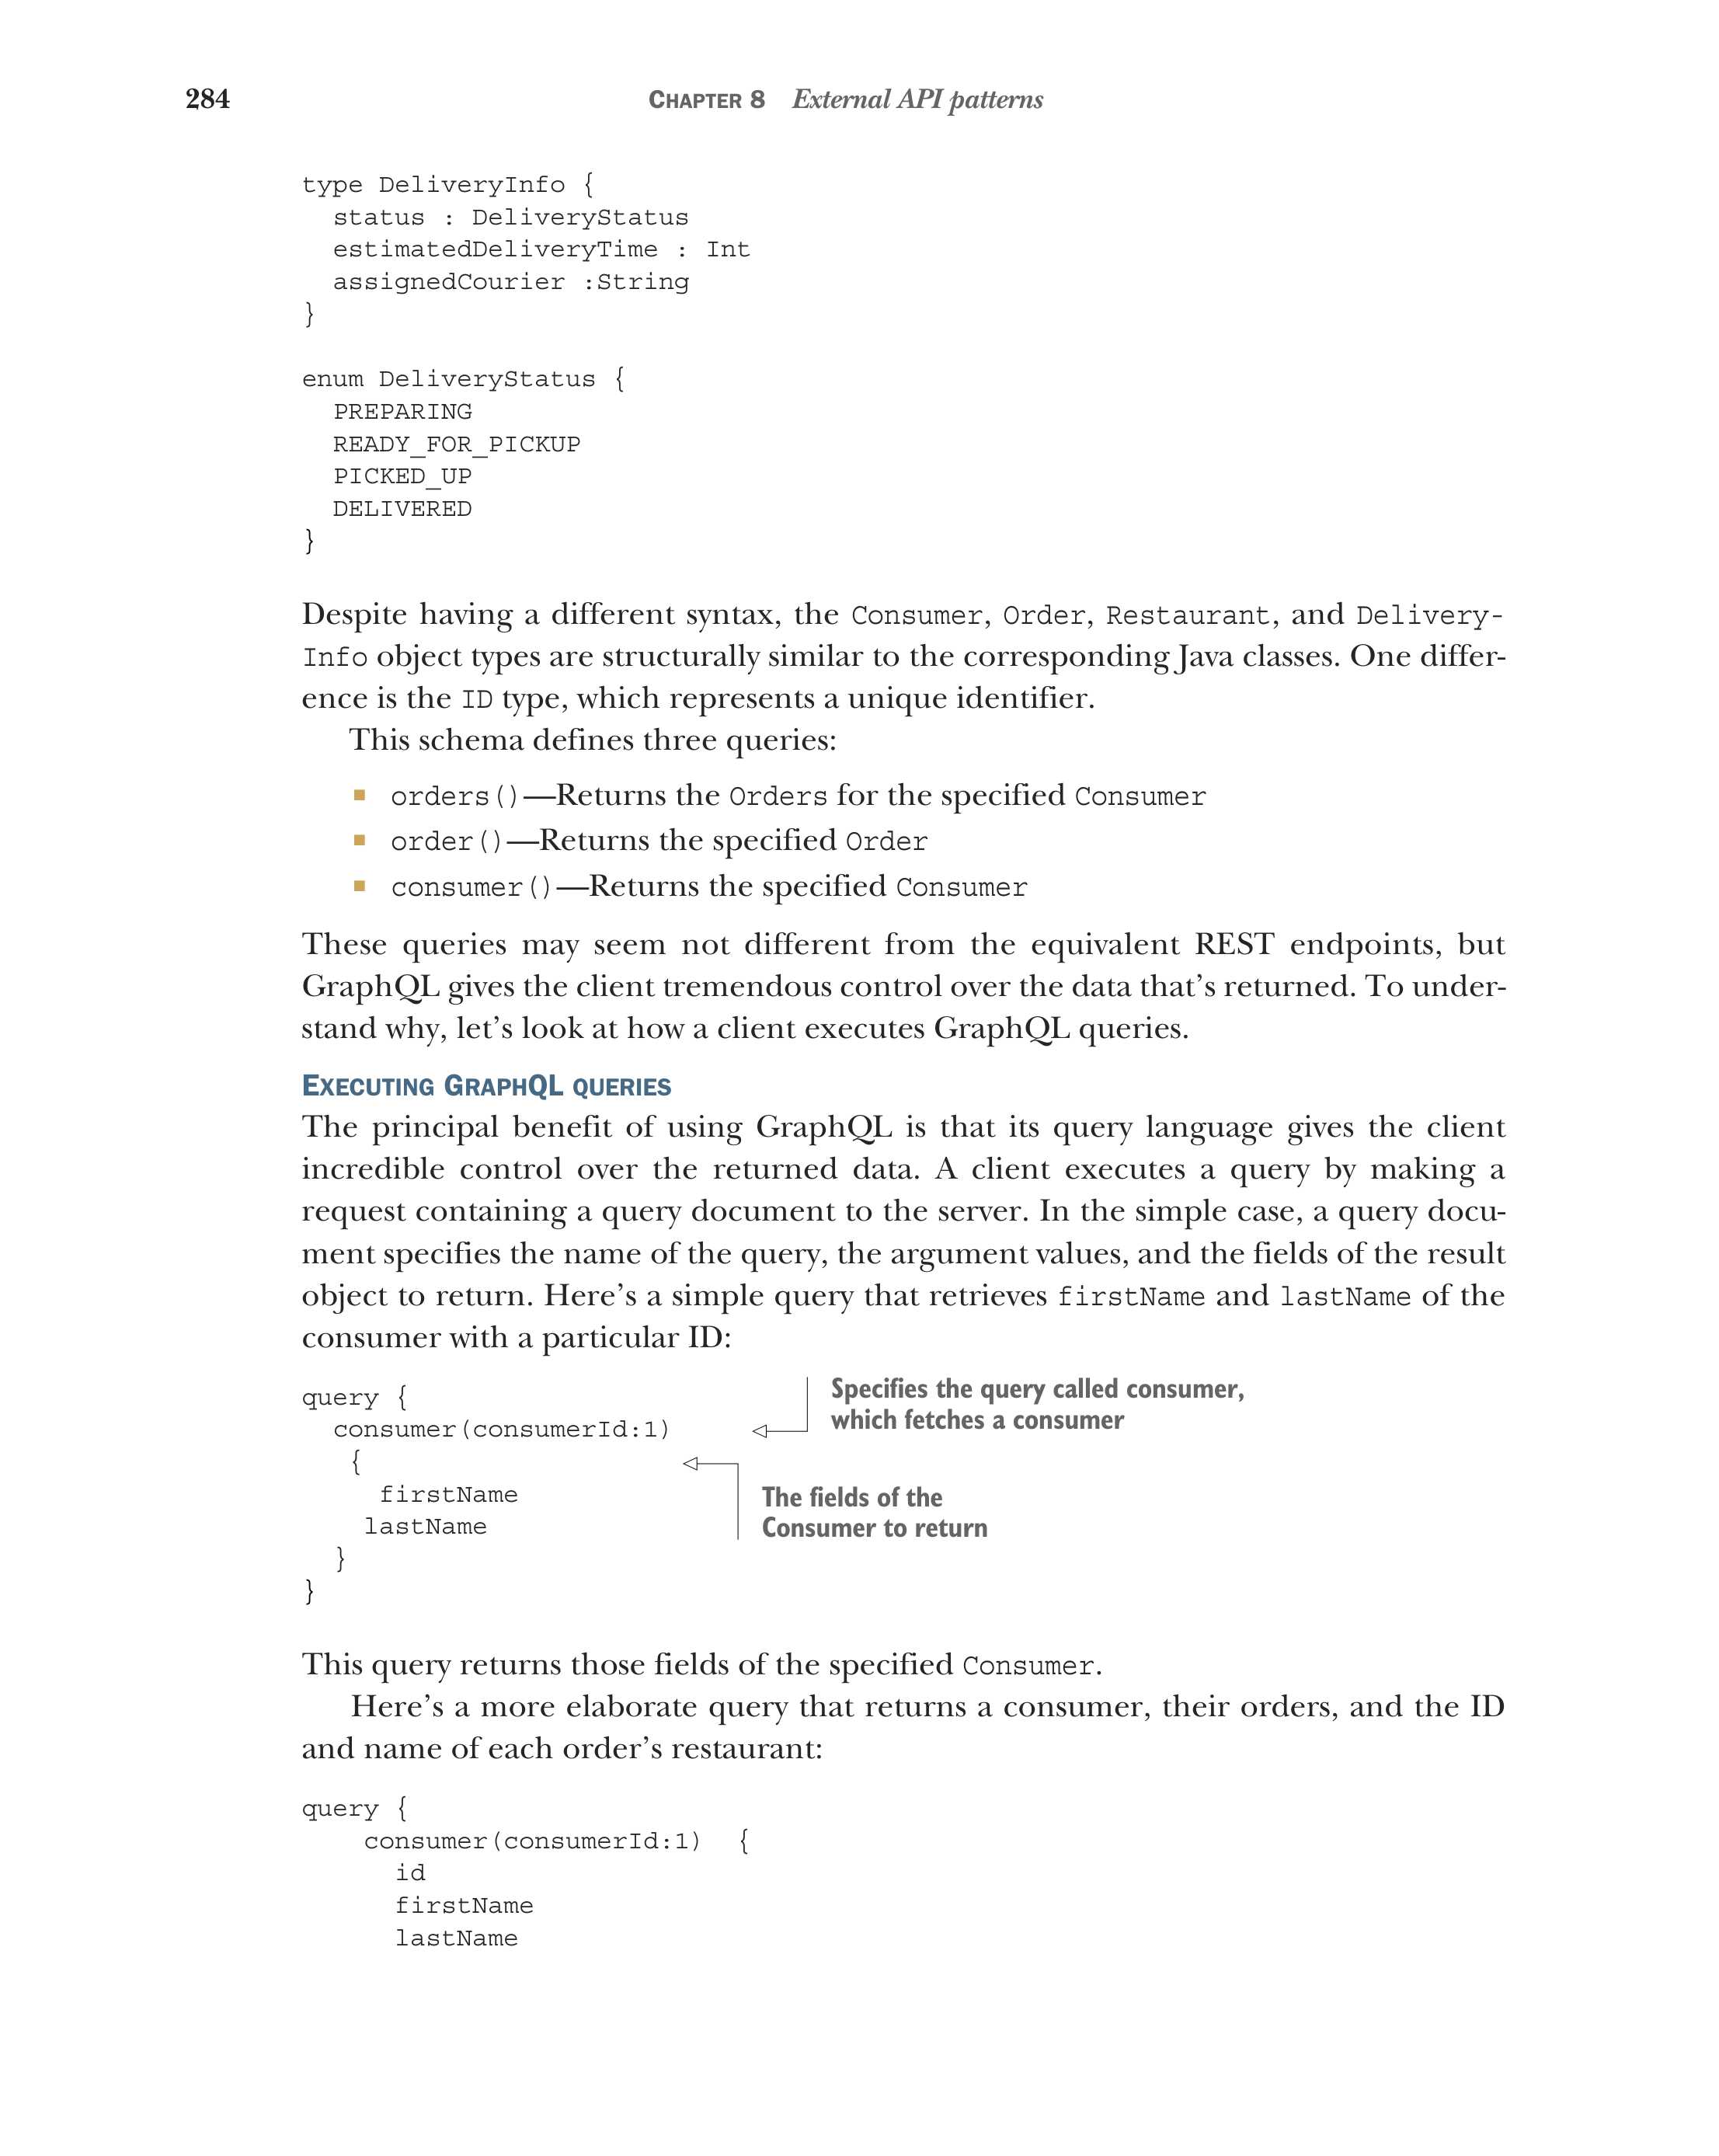 284 CHAPTER 8 External API patterns
type DeliveryInfo {
  status : DeliveryStatus
  estimatedDeliveryTime : Int
  assignedCourier :String
}
enum DeliveryStatus {
  PREPARING
  READY_FOR_PICKUP
  PICKED_UP
  DELIVERED
}
Despite having a different syntax, the Consumer, Order, Restaurant, and Delivery-
Info object types are structurally similar to the corresponding Java classes. One differ-
ence is the ID type, which represents a unique identifier.
This schema defines three queries:
■ orders()—Returns the Orders for the specified Consumer
■ order()—Returns the specified Order
■ consumer()—Returns the specified Consumer
These queries may seem not different from the equivalent REST endpoints, but
GraphQL gives the client tremendous control over the data that's returned. To under-
stand why, let's look at how a client executes GraphQL queries.
EXECUTING GRAPHQL QUERIES
The principal benefit of using GraphQL is that its query language gives the client
incredible control over the returned data. A client executes a query by making a
request containing a query document to the server. In the simple case, a query docu-
ment specifies the name of the query, the argument values, and the fields of the result
object to return. Here's a simple query that retrieves firstName and lastName of the
consumer with a particular ID:
query {
  consumer(consumerId:1)
   {
     firstName
    lastName
  }
}
Specifies the query called consumer,
which fetches a consumer
The fields of the
Consumer to return
This query returns those fields of the specified Consumer.
Here's a more elaborate query that returns a consumer, their orders, and the ID
and name of each order's restaurant:
query {
    consumer(consumerId:1)  {
      id
      firstName
      lastName